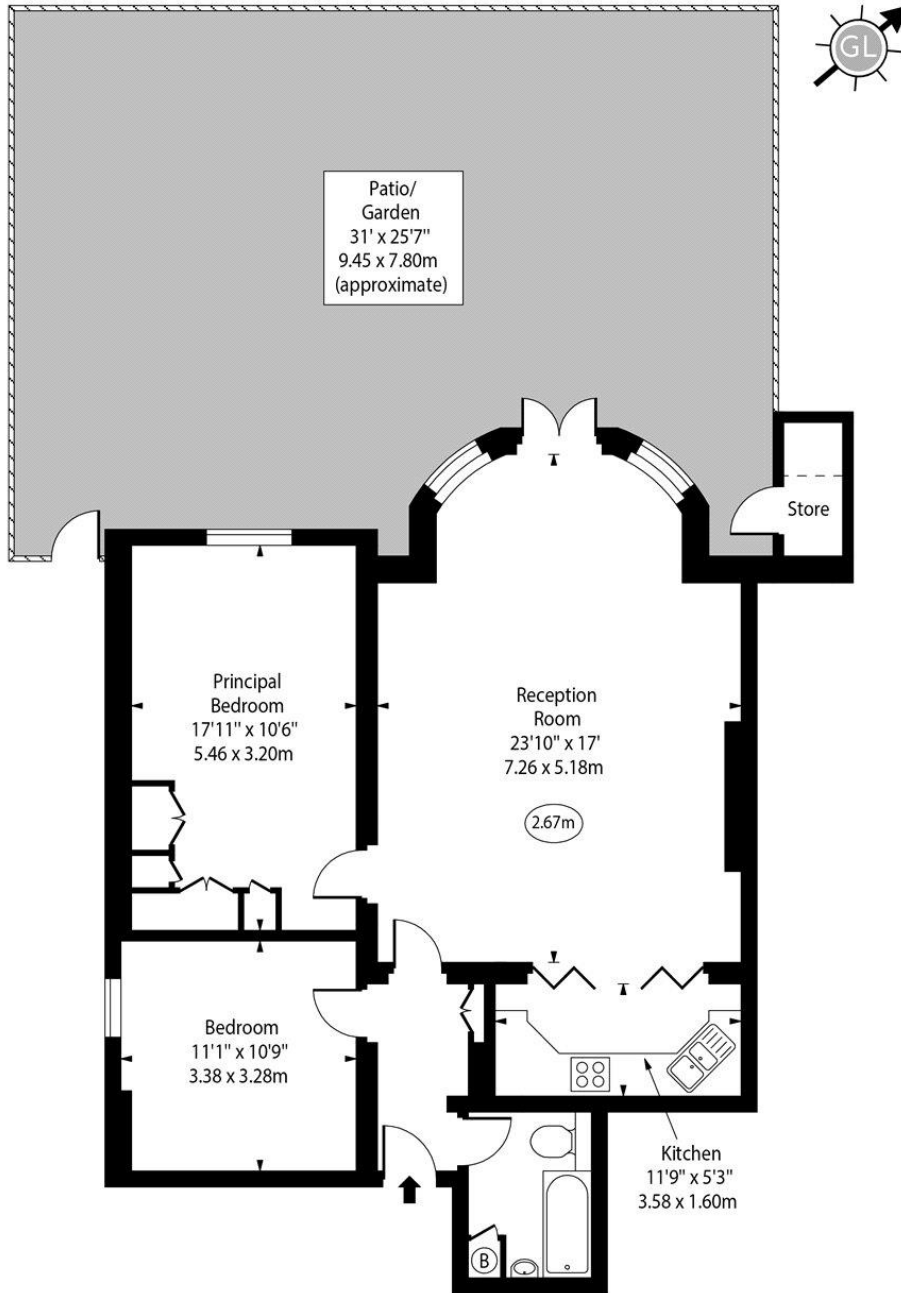 GL
Patio/
Garden
31' x 25'7"
9.45 x 7.80m
(approximate)
Store
Principal
Bedroom
17'11" x 10'6"
5.46 x 3.20m
Reception
Room
23'10" x 17'
7.26 x 5.18m
2.67m
Bedroom
11'1" x 10'9"
3.38 x 3.28m
Kitchen
11'9" x 5'3"
3.58 x 1.60m
B